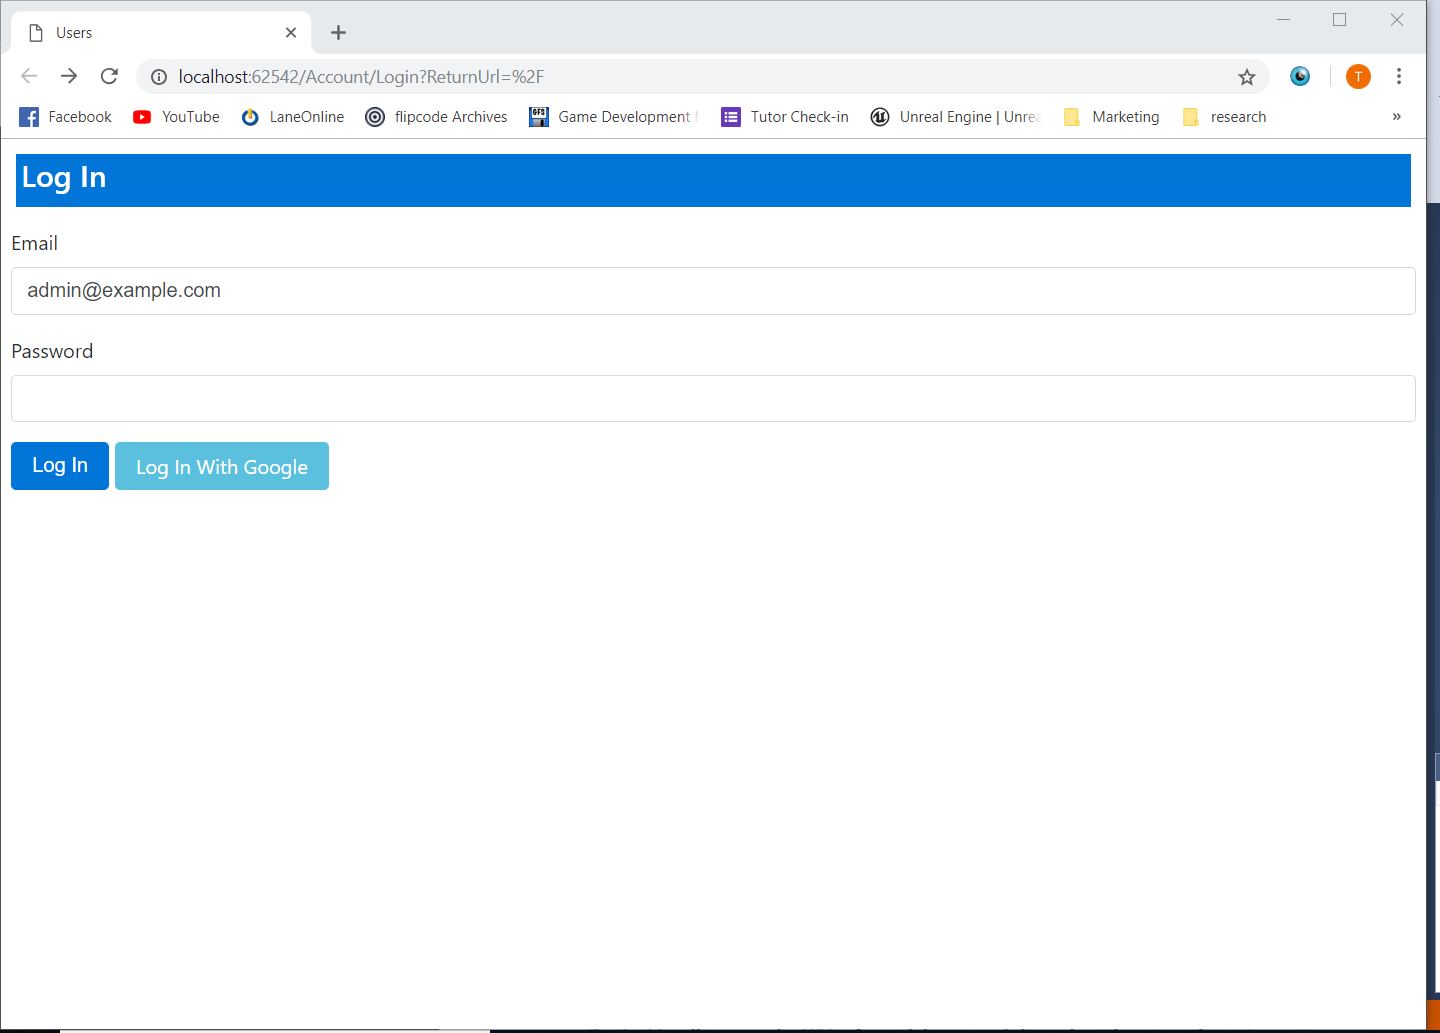 Users
localhost:62542/Account/Login?ReturnUrl=%2F
T
Facebook YouTube LaneOnline flipcode Archives GFS Game Development Tutor Check-in Unreal Engine | Unrea Marketing research »
Log In
Email
admin@example.com
Password
Log In Log In With Google